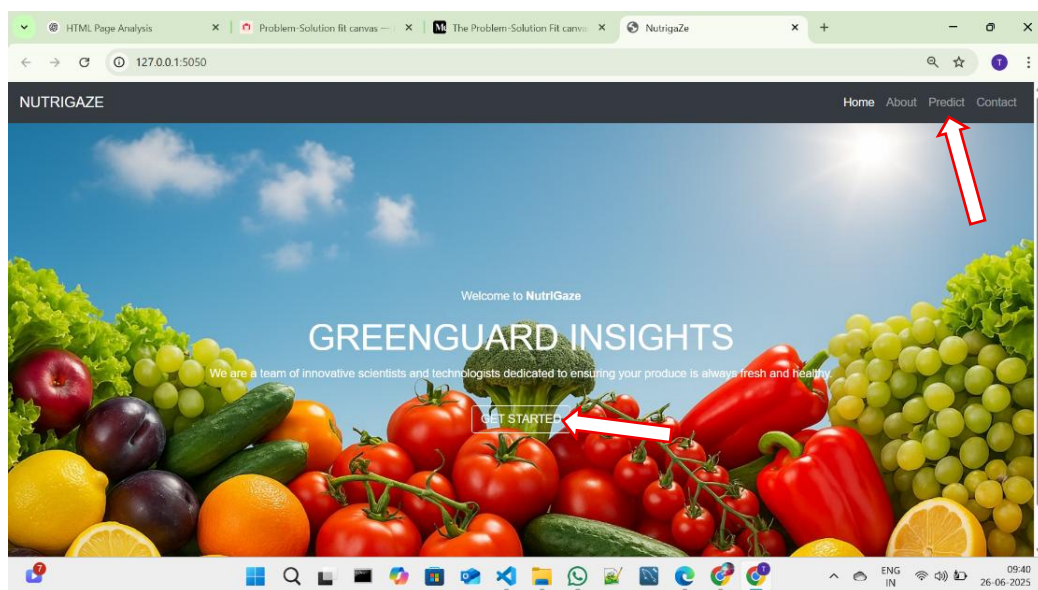 HTML Page Analysis
Problem-Solution fit canvas —
The Problem-Solution Fit canva
NutrigaZe
127.0.0.1:5050
T
NUTRIGAZE
Home About Predict Contact
Welcome to NutriGaze
GREENGUARD INSIGHTS
We are a team of innovative scientists and technologists dedicated to ensuring your produce is always fresh and healthy.
GET STARTED
7
ENG
IN
09:40
26-06-2025